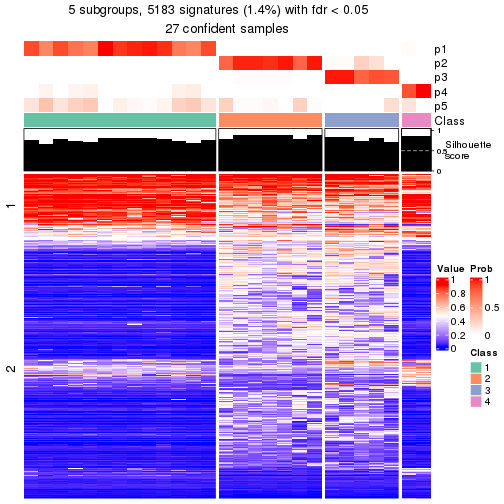 5 subgroups, 5183 signatures (1.4%) with fdr < 0.05
27 confident samples
p1
p2
p3
p4
p5
Class
1
0.5
0
Silhouette
score
1
2
Value
1
0.8
0.6
0.4
0.2
0
Prob
1
0.5
0
Class
1
2
3
4